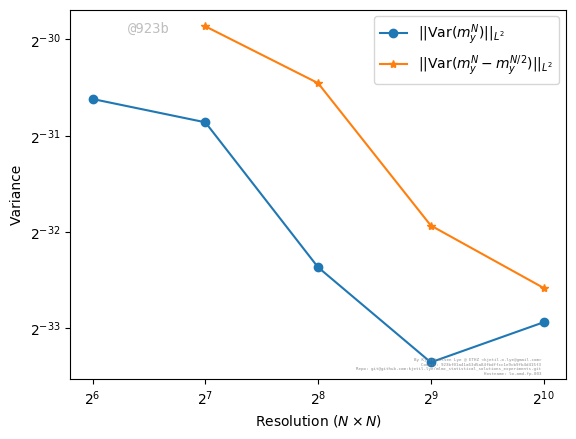 @923b
||Var(m_y^N)||_{L^2}
||Var(m_y^N − m_y^{N/2})||_{L^2}
2^{−30}
2^{−31}
2^{−32}
2^{−33}
Variance
2^6 2^7 2^8 2^9 2^{10}
Resolution (N × N)